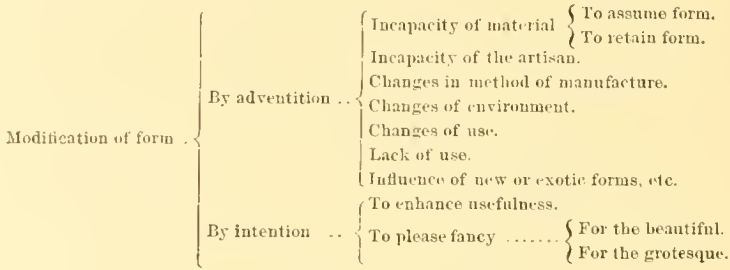 Incapacity of material { To assume form.
To retain form.
Incapacity of the artisan.
By adventition .. Changes in method of manufacture.
Changes of environment.
Modification of form . Changes of use.
Lack of use.
Influence of new or exotic forms, etc.
To enhance usefulness.
By intention .. To please fancy ....... { For the beautiful.
For the grotesque.